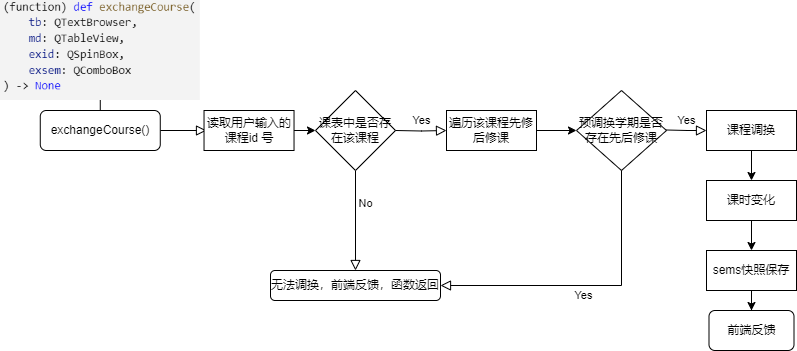 (function) def exchangeCourse(
tb: QTextBrowser,
md: QTableView,
exid: QSpinBox,
exsem: QComboBox
) -> None
exchangeCourse()
读取用户输入的
课程id 号
课表中是否存
在该课程
Yes
遍历该课程先修
后修课
预调换学期是否
存在先后修课
Yes
课程调换
No
课时变化
无法调换，前端反馈，函数返回
Yes
sems快照保存
前端反馈